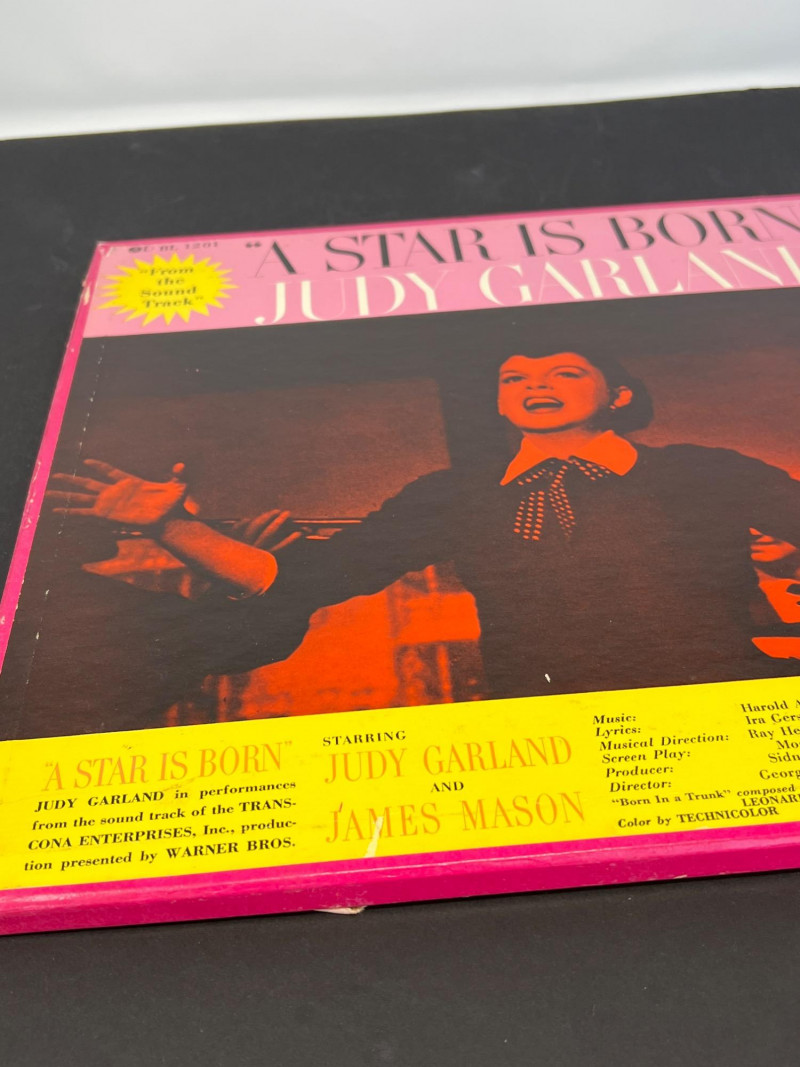 BL 1201
"From
the
Sound
Track"
"A STAR IS BORN
JUDY GARLAND
"A STAR IS BORN"
JUDY GARLAND in performances
from the sound track of the TRANS-
CONA ENTERPRISES, Inc., produc-
tion presented by WARNER BROS.
STARRING
JUDY GARLAND
AND
JAMES MASON
Music: Harold A
Lyrics: Ira Gers
Musical Direction: Ray He
Screen Play: Mo
Producer: Sidn
Director: Georg
"Born In a Trunk" composed
LEONAR
Color by TECHNICOLOR